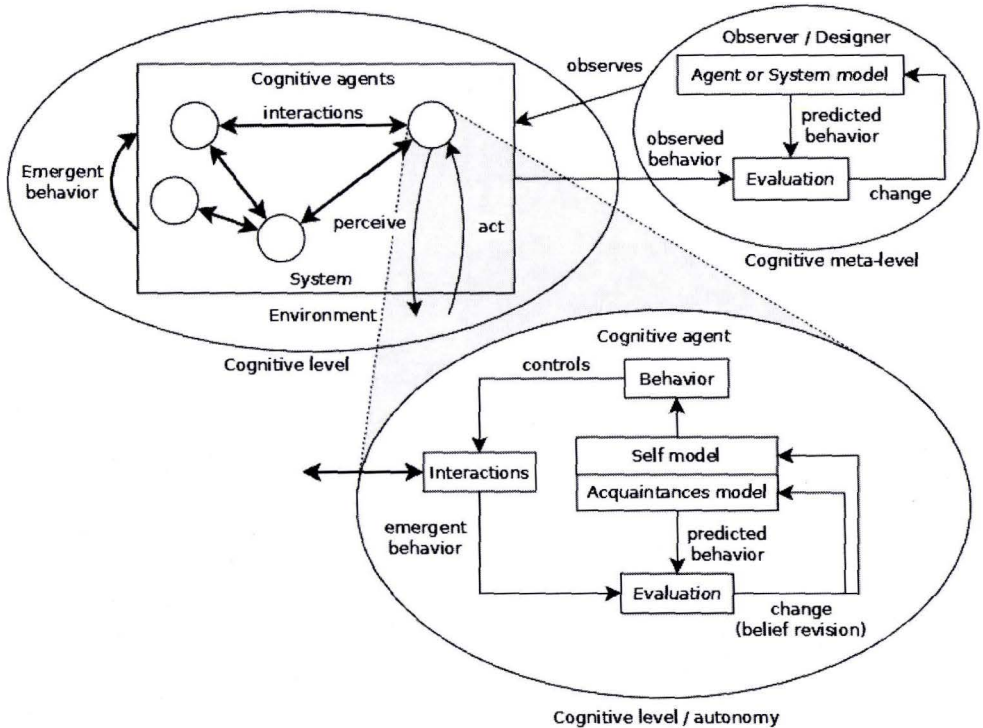 Cognitive agents
interactions
Emergent
behavior
perceive
act
System
Environment
Cognitive level
observes
observed
behavior
Observer / Designer
Agent or System model
predicted
behavior
Evaluation
change
Cognitive meta-level
Cognitive agent
controls
Behavior
Self model
Interactions
Acquaintances model
emergent
behavior
predicted
behavior
Evaluation
change
(belief revision)
Cognitive level / autonomy